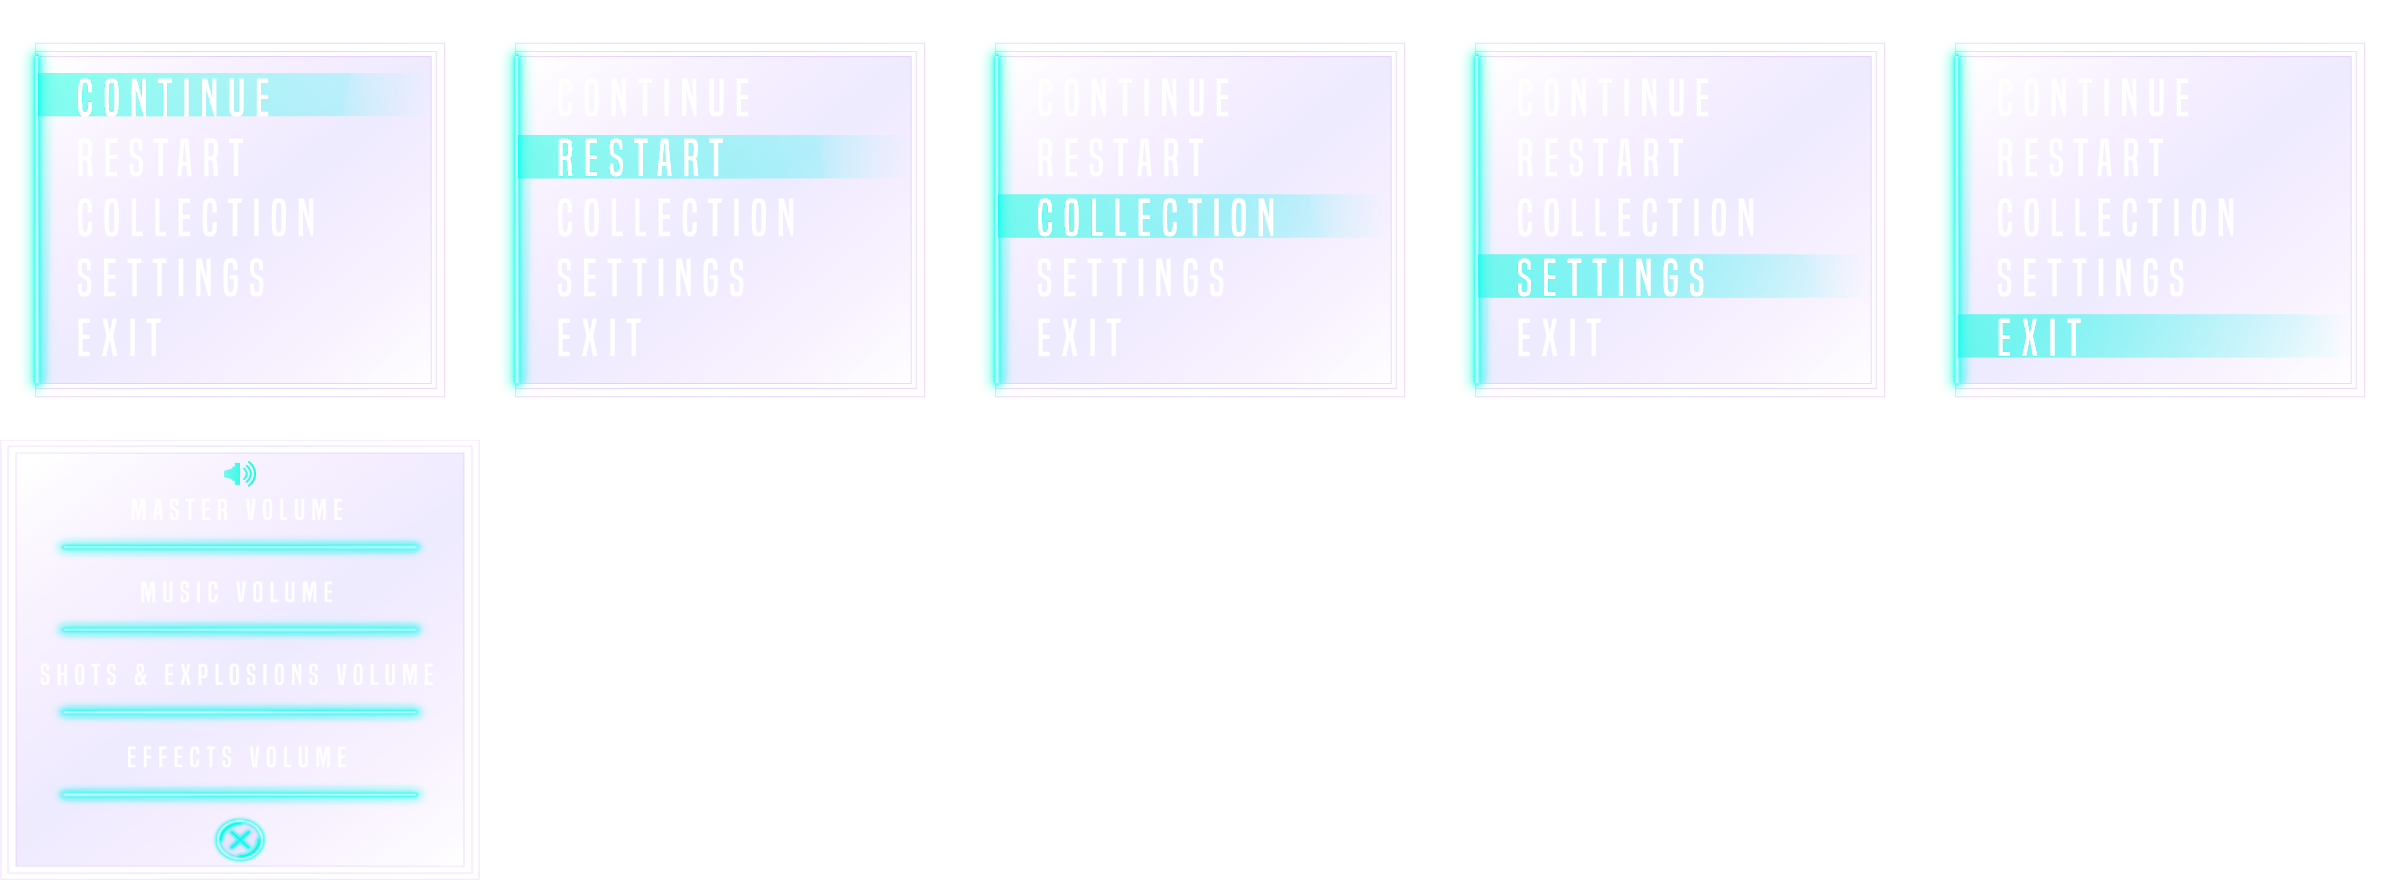 CONTINUE
RESTART
COLLECTION
SETTINGS
EXIT
CONTINUE
RESTART
COLLECTION
SETTINGS
EXIT
CONTINUE
RESTART
COLLECTION
SETTINGS
EXIT
CONTINUE
RESTART
COLLECTION
SETTINGS
EXIT
CONTINUE
RESTART
COLLECTION
SETTINGS
EXIT
MASTER VOLUME
MUSIC VOLUME
SHOTS & EXPLOSIONS VOLUME
EFFECTS VOLUME